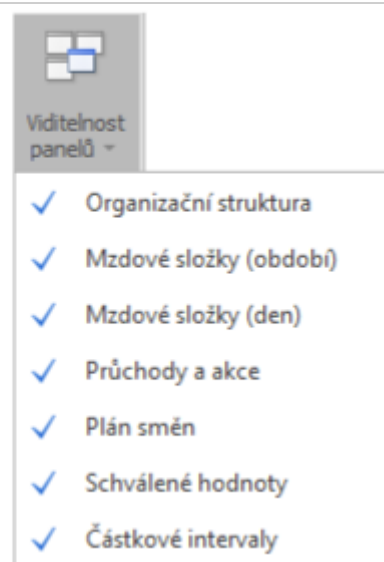 Viditelnost
panelů
Organizační struktura
Mzdové složky (období)
Mzdové složky (den)
Průchody a akce
Plán směn
Schválené hodnoty
Částkové intervaly